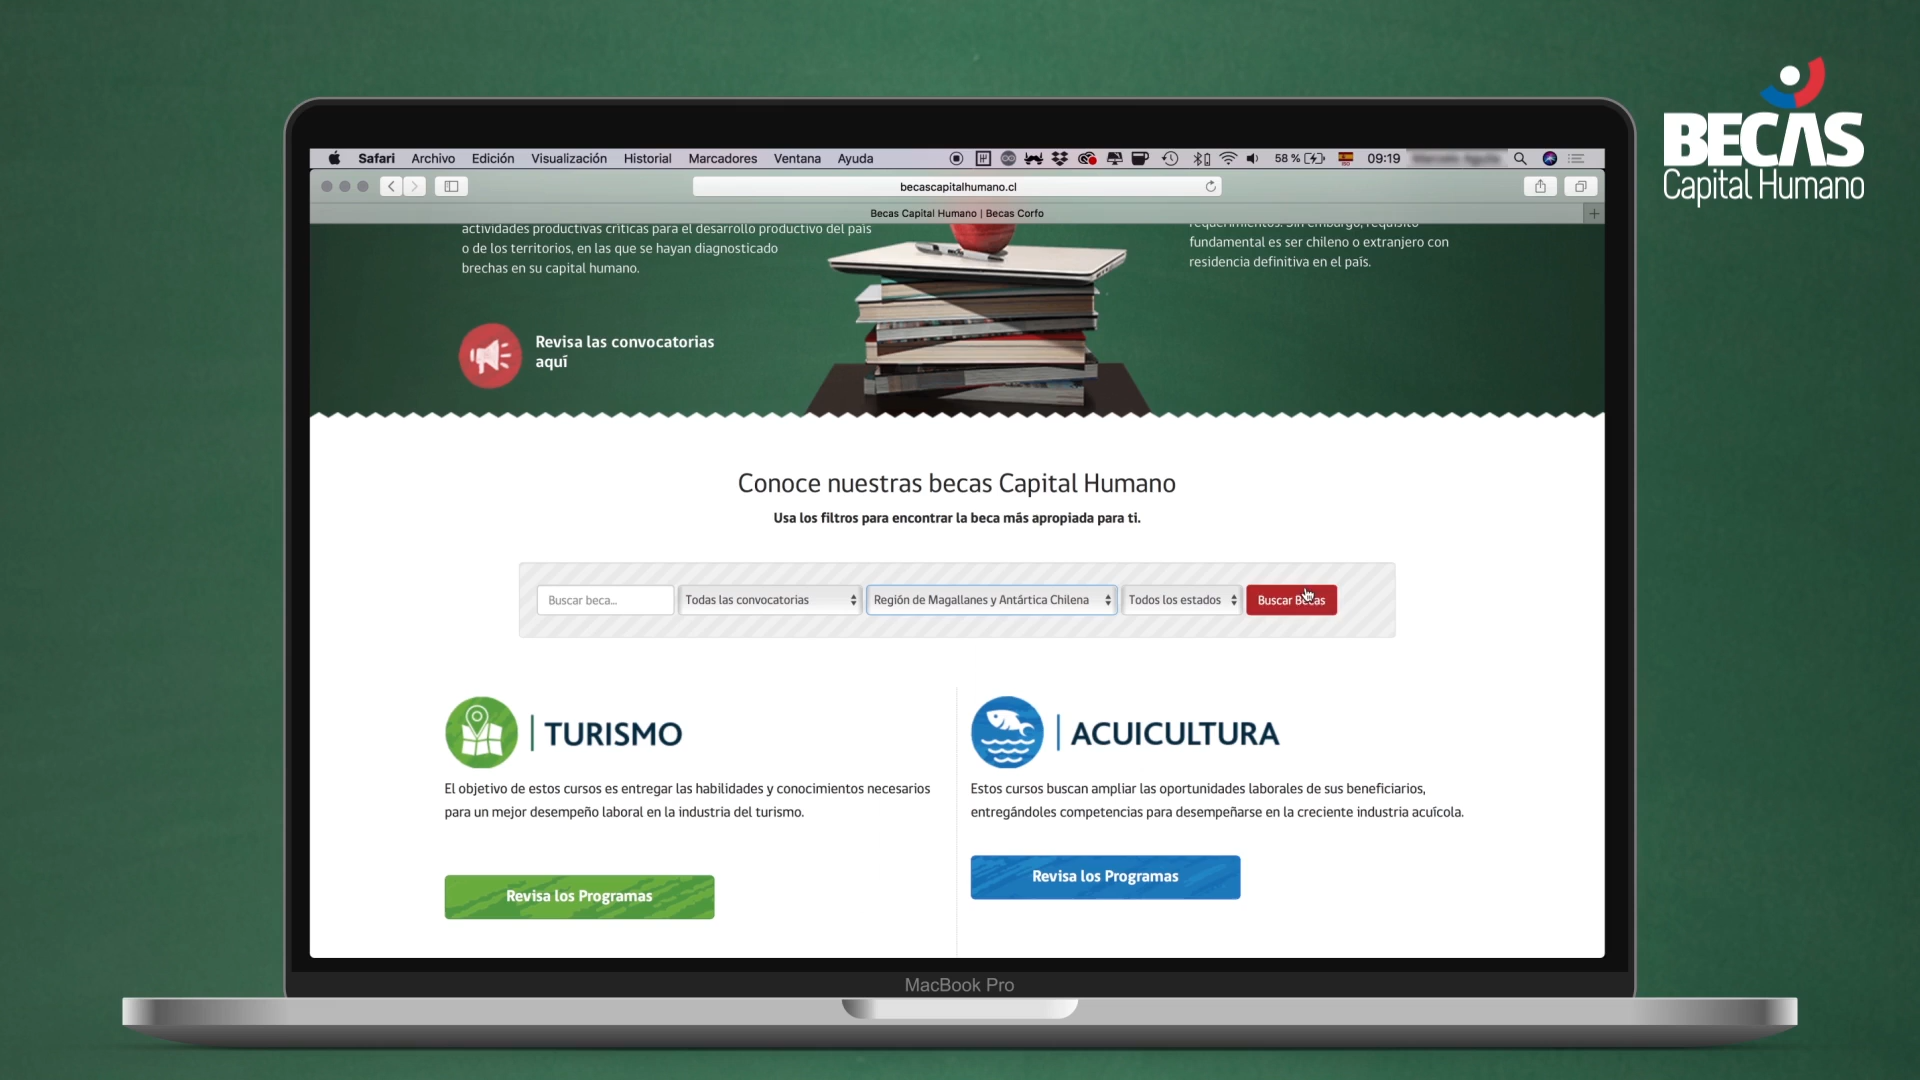 BECAS
Capital Humano
Safari Archivo Edición Visualización Historial Marcadores Ventana Ayuda 58 % 09:19
becascapitalhumano.cl
Becas Capital Humano | Becas Corfo
actividades productivas críticas para el desarrollo productivo del país
o de los territorios, en las que se hayan diagnosticado
brechas en su capital humano.
requerimientos. Sin embargo, requisito
fundamental es ser chileno o extranjero con
residencia definitiva en el país.
Revisa las convocatorias
aquí
Conoce nuestras becas Capital Humano
Usa los filtros para encontrar la beca más apropiada para ti.
Buscar beca... Todas las convocatorias Región de Magallanes y Antártica Chilena Todos los estados Buscar Becas
TURISMO
El objetivo de estos cursos es entregar las habilidades y conocimientos necesarios
para un mejor desempeño laboral en la industria del turismo.
Revisa los Programas
ACUICULTURA
Estos cursos buscan ampliar las oportunidades laborales de sus beneficiarios,
entregándoles competencias para desempeñarse en la creciente industria acuícola.
Revisa los Programas
MacBook Pro